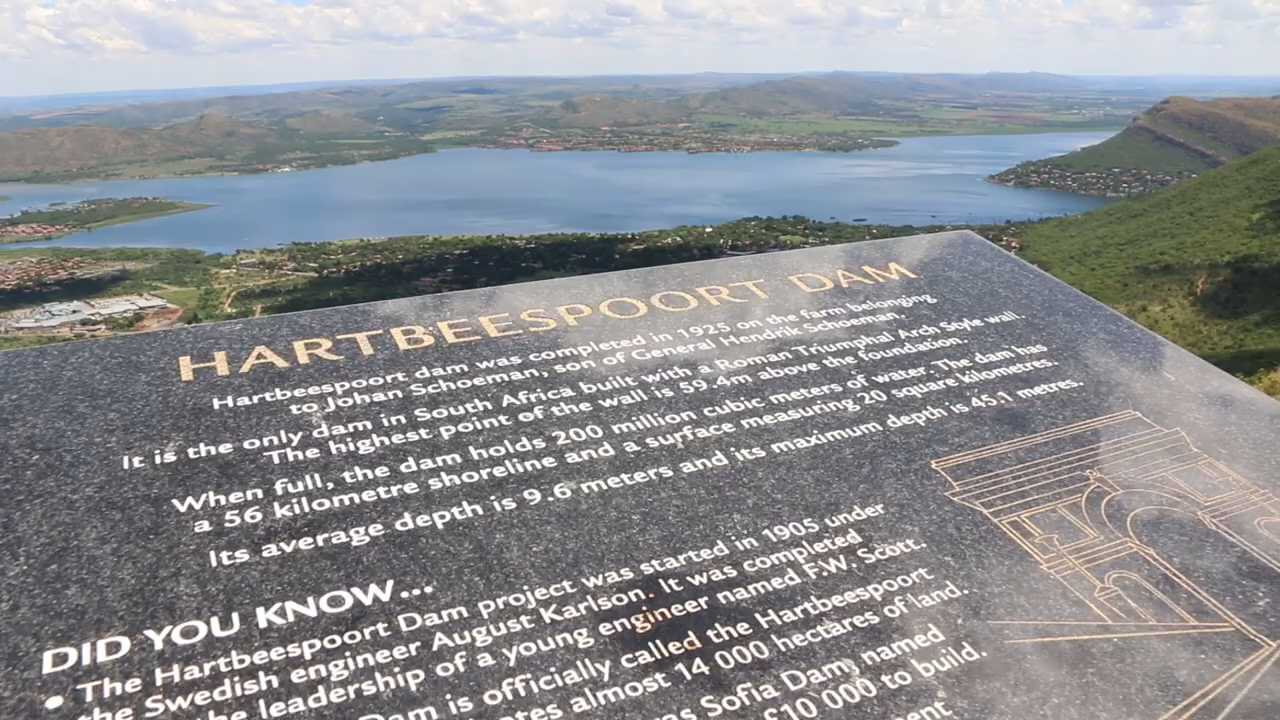 HARTBEESPOORT DAM
Hartbeespoort dam was completed in 1925 on the farm belonging
to Johan Schoeman, son of General Hendrik Schoeman.
It is the only dam in South Africa built with a Roman Triumphal Arch Style wall.
The highest point of the wall is 59.4m above the foundation.
When full, the dam holds 200 million cubic meters of water. The dam has
a 56 kilometre shoreline and a surface measuring 20 square kilometres.
Its average depth is 9.6 meters and its maximum depth is 45.1 metres.
DID YOU KNOW...
• The Hartbeespoort Dam project was started in 1905 under
the Swedish engineer August Karlson. It was completed
the leadership of a young engineer named F.W. Scott.
Dam is officially called the Hartbeespoort
almost 14 000 hectares of land.
Sofia Dam, named
£10 000 to build.